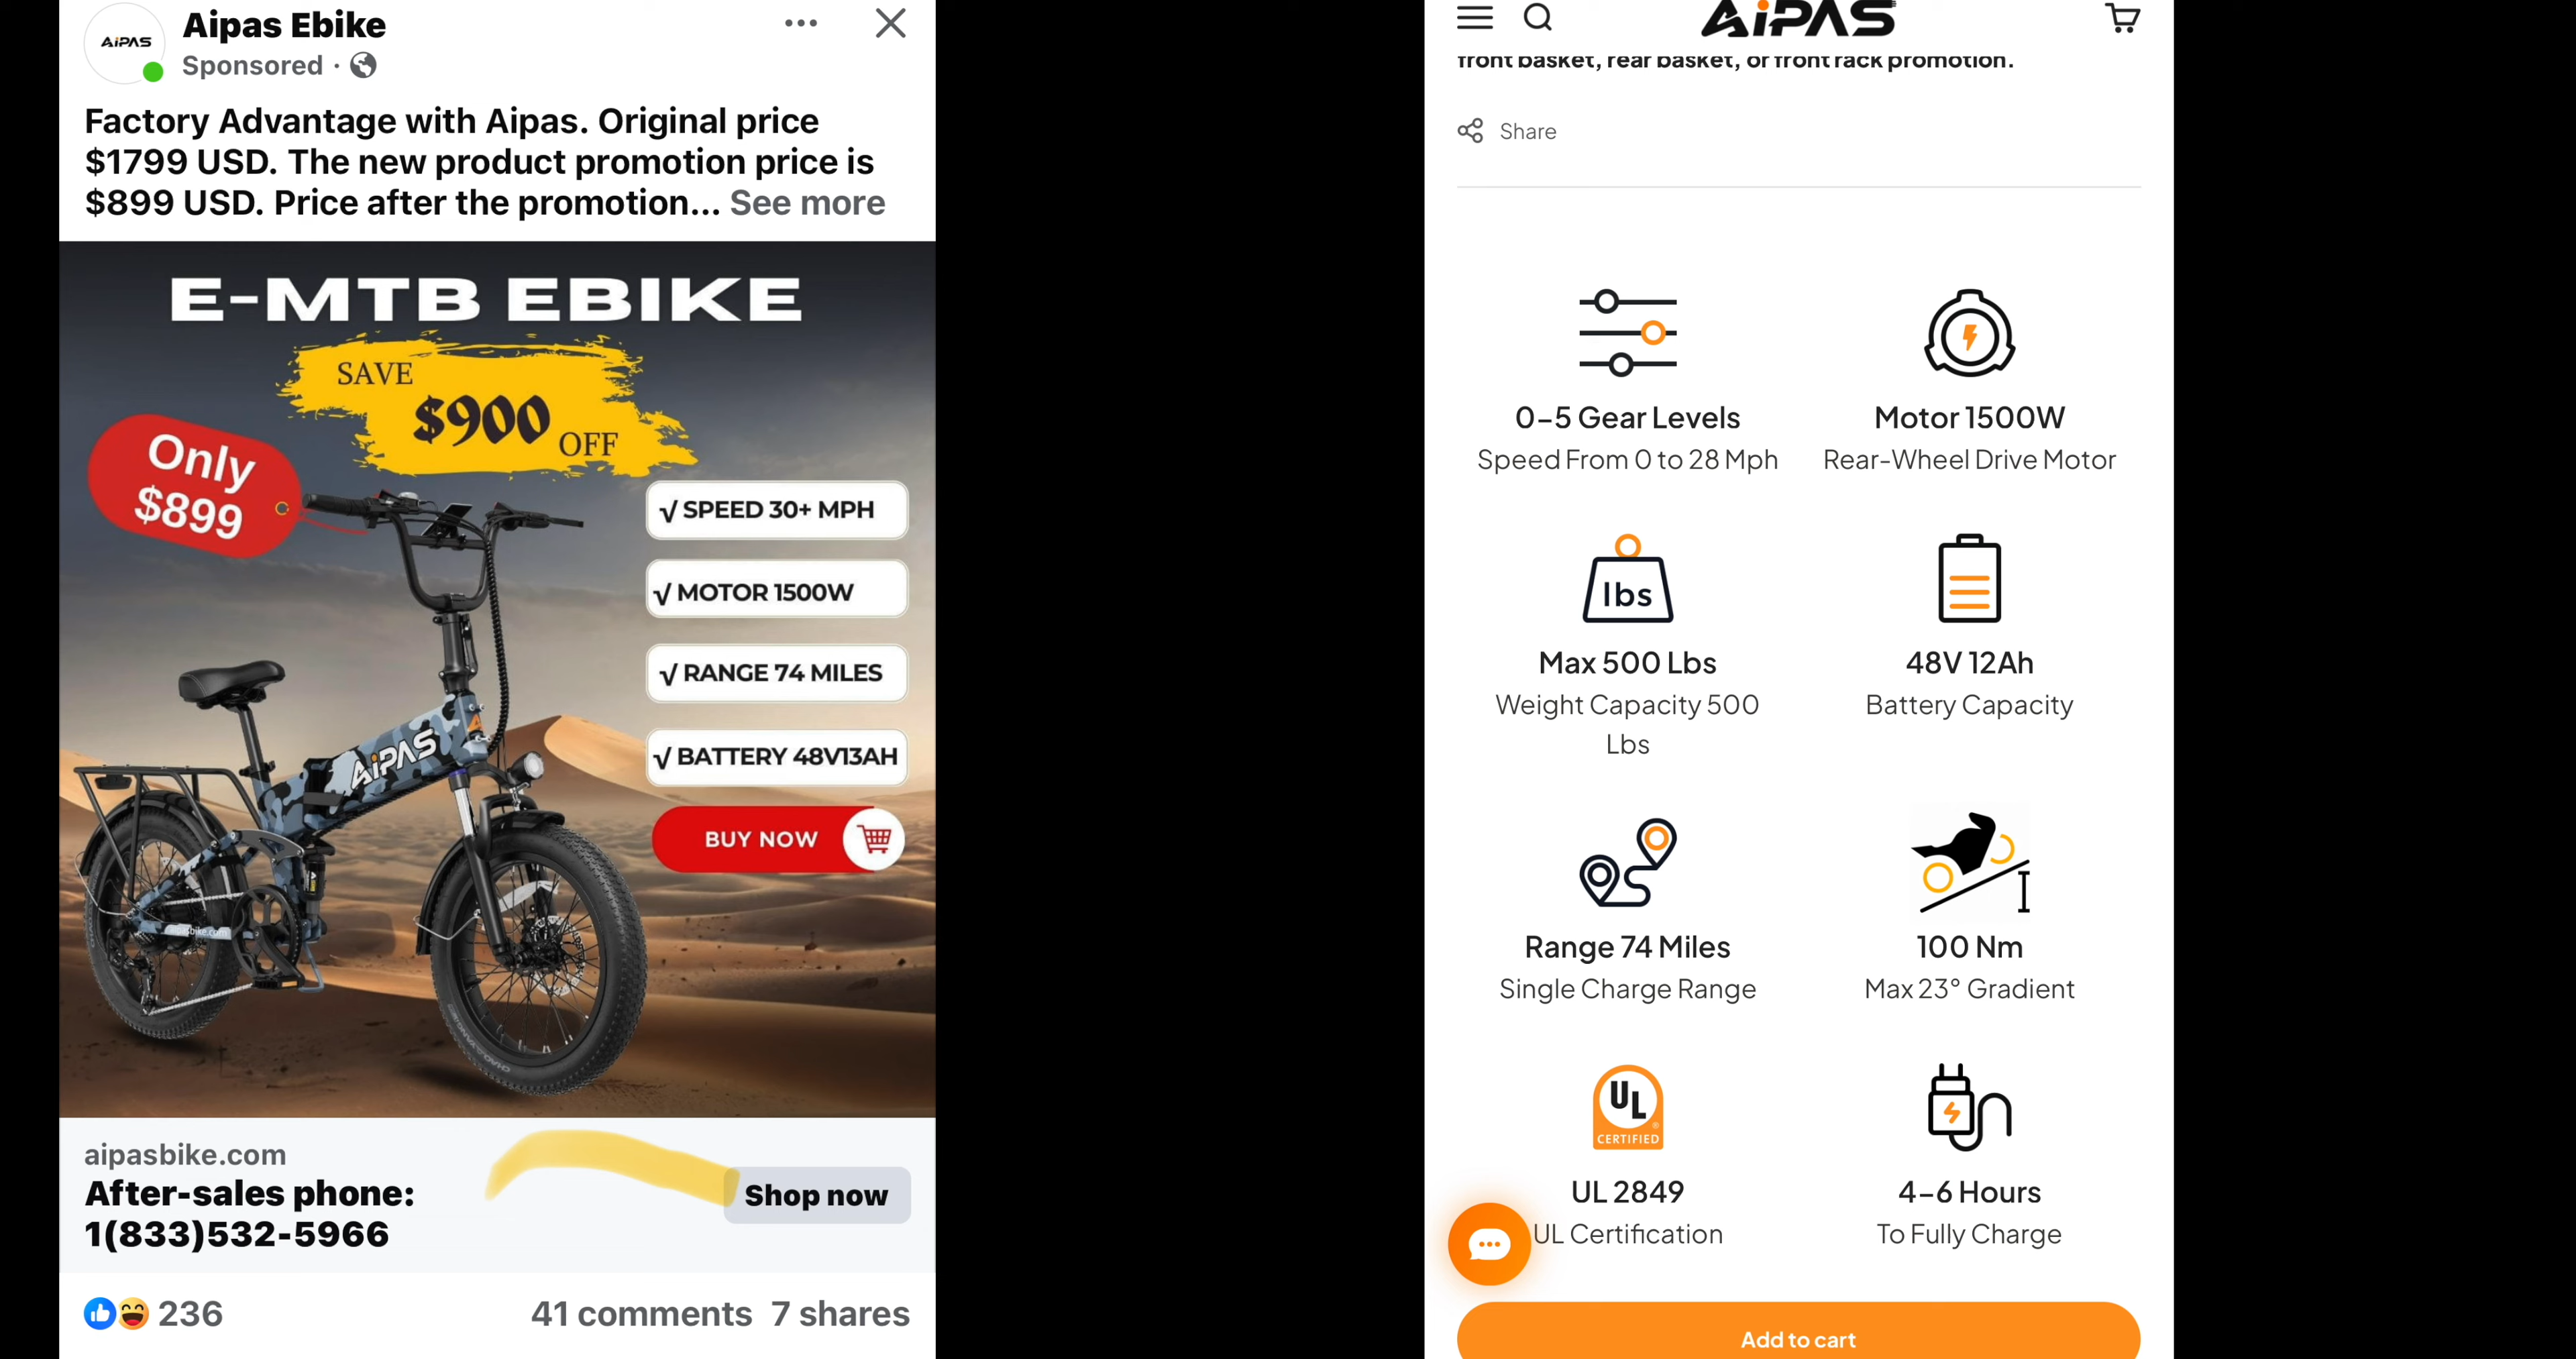 AiPAS
Aipas Ebike
Sponsored ·
Factory Advantage with Aipas. Original price
$1799 USD. The new product promotion price is
$899 USD. Price after the promotion... See more
E-MTB EBIKE
SAVE
$900
OFF
Only
$899
√ SPEED 30+ MPH
√ MOTOR 1500W
√ RANGE 74 MILES
√ BATTERY 48V13AH
BUY NOW
AiPAS
aipasbike.com
aipasbike.com
After-sales phone:
1(833)532-5966
Shop now
236
41 comments 7 shares
AiPAS
front basket, rear basket, or front rack promotion.
Share
0-5 Gear Levels
Speed From 0 to 28 Mph
Motor 1500W
Rear-Wheel Drive Motor
lbs
Max 500 Lbs
Weight Capacity 500
Lbs
48V 12Ah
Battery Capacity
Range 74 Miles
Single Charge Range
100 Nm
Max 23° Gradient
UL
®
CERTIFIED
UL 2849
UL Certification
4-6 Hours
To Fully Charge
Add to cart